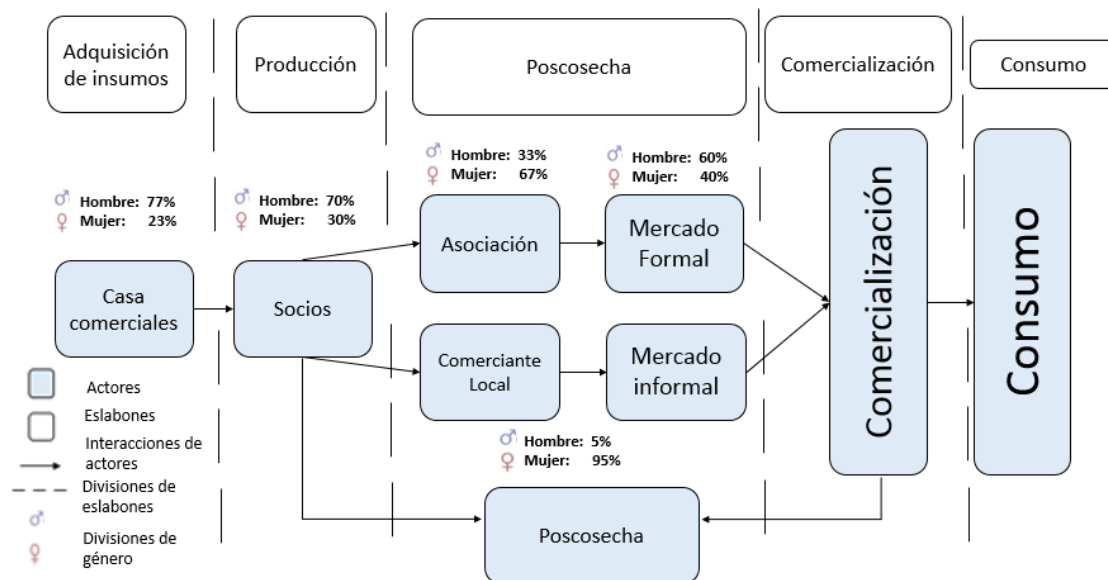 Adquisición
de insumos
Producción
Poscosecha
Comercialización
Consumo
Hombre: 77%
Mujer: 23%
Hombre: 70%
Mujer: 30%
Hombre: 33%
Mujer: 67%
Hombre: 60%
Mujer: 40%
Casa
comerciales
Socios
Asociación
Mercado
Formal
Comerciante
Local
Mercado
informal
Comercialización
Consumo
Hombre: 5%
Mujer: 95%
Poscosecha
Actores
Eslabones
Interacciones de
actores
Divisiones de
eslabones
Divisiones de
género